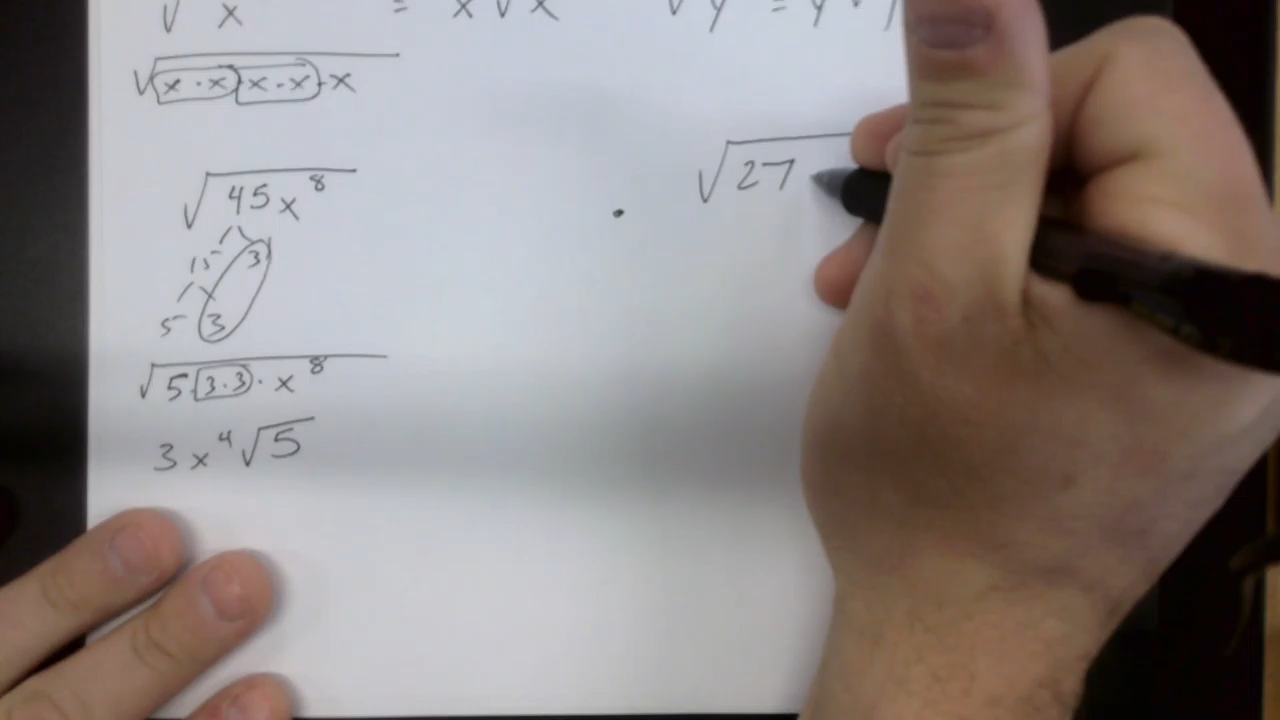 √x = x√x √y = y√y
√x·x·x·x·x
√45x⁸
15 3
5 3
√5·3·3·x⁸
3x⁴√5
√27